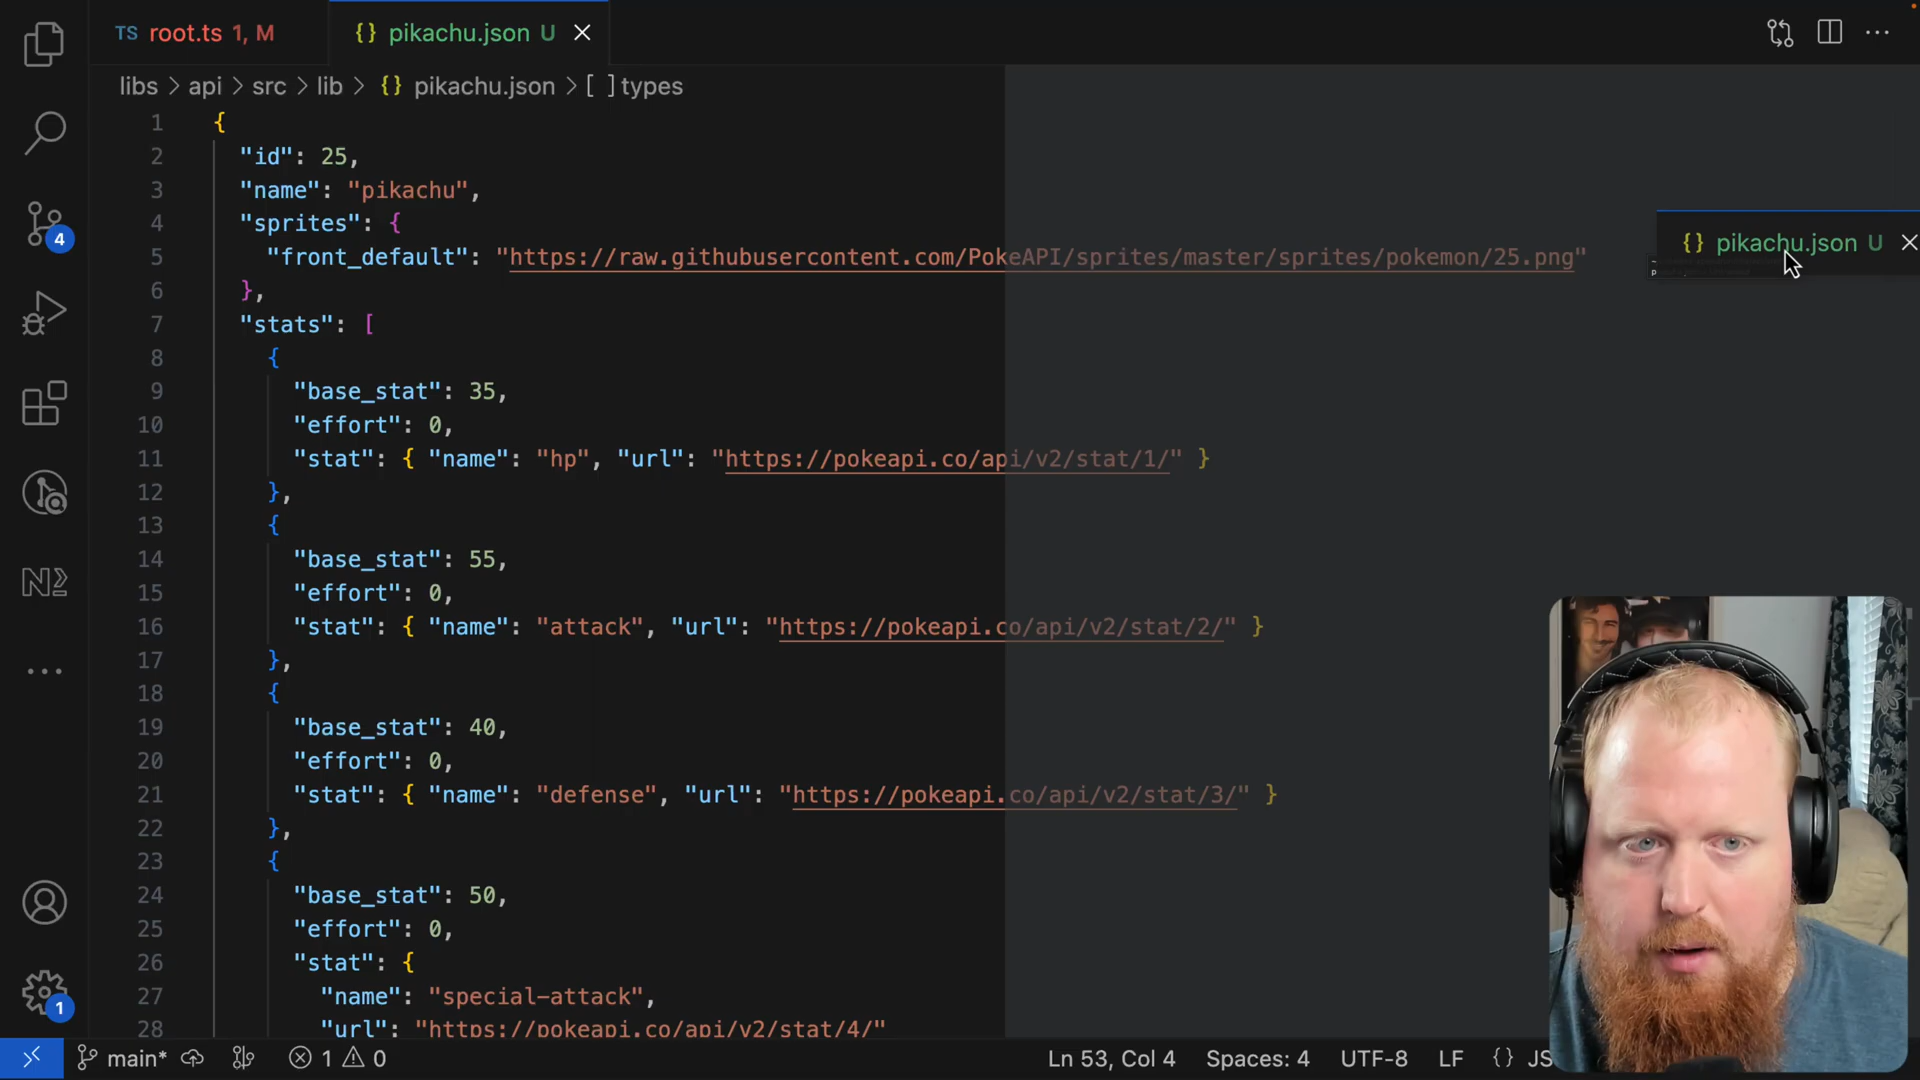 TS root.ts 1, M
{} pikachu.json U
libs > api > src > lib > {} pikachu.json > [ ] types
1 {
2 "id": 25,
3 "name": "pikachu",
4 "sprites": {
5 "front_default": "https://raw.githubusercontent.com/PokeAPI/sprites/master/sprites/pokemon/25.png"
{} pikachu.json U
6 },
7 "stats": [
8 {
9 "base_stat": 35,
10 "effort": 0,
11 "stat": { "name": "hp", "url": "https://pokeapi.co/api/v2/stat/1/" }
12 },
13 {
14 "base_stat": 55,
15 "effort": 0,
16 "stat": { "name": "attack", "url": "https://pokeapi.co/api/v2/stat/2/" }
17 },
18 {
19 "base_stat": 40,
20 "effort": 0,
21 "stat": { "name": "defense", "url": "https://pokeapi.co/api/v2/stat/3/" }
22 },
23 {
24 "base_stat": 50,
25 "effort": 0,
26 "stat": {
27 "name": "special-attack",
28 "url": "https://pokeapi.co/api/v2/stat/4/"
4
1
main* 1 0 Ln 53, Col 4 Spaces: 4 UTF-8 LF {} JS